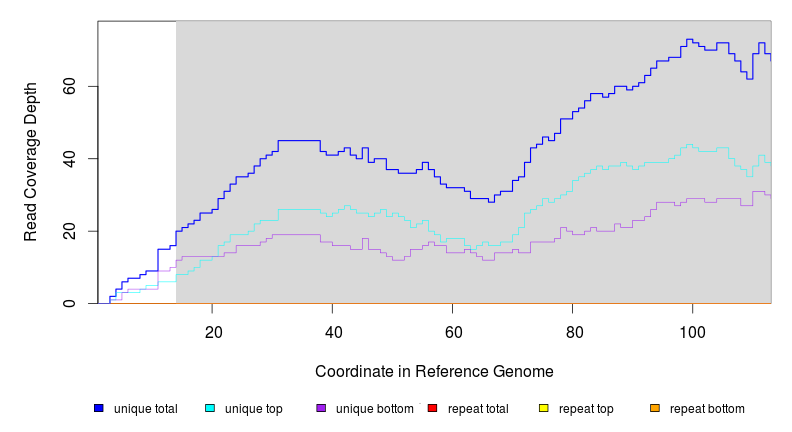 Read Coverage Depth
60
40
20
0
20 40 60 80 100
Coordinate in Reference Genome
unique total unique top unique bottom repeat total repeat top repeat bottom